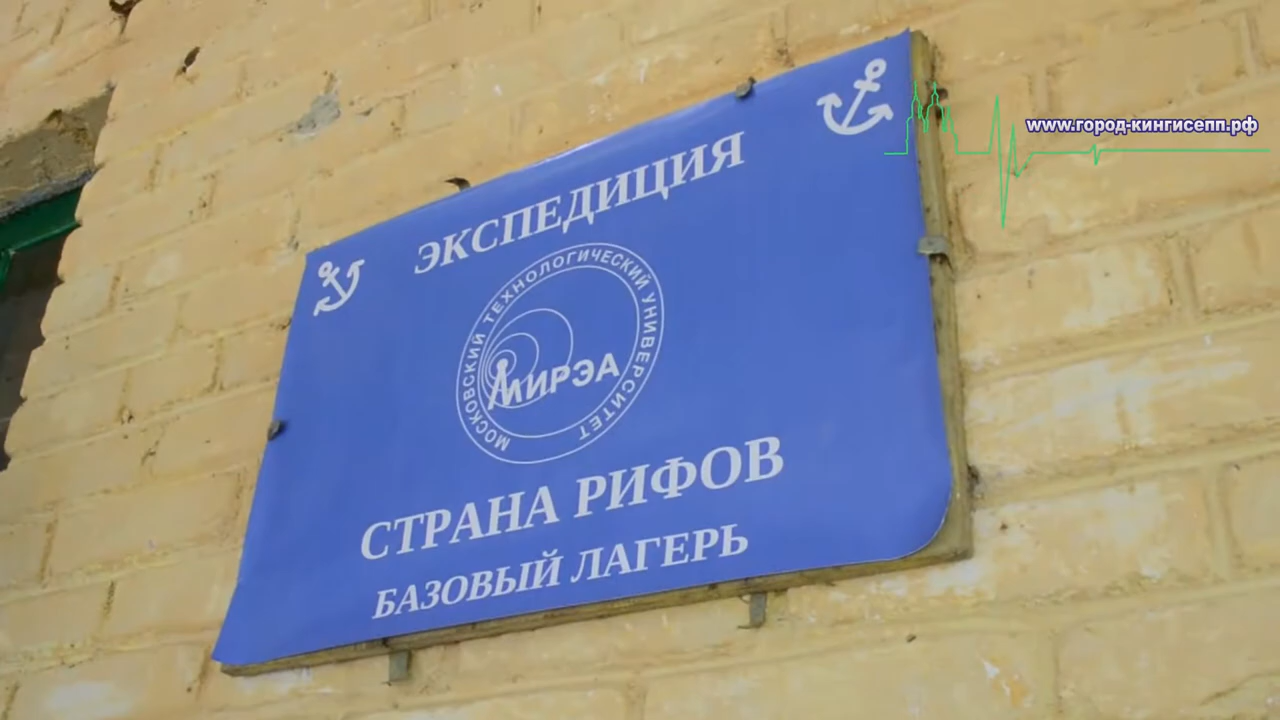 www.город-кингисепп.рф
ЭКСПЕДИЦИЯ
МОСКОВСКИЙ ТЕХНОЛОГИЧЕСКИЙ УНИВЕРСИТЕТ
МИРЭА
СТРАНА РИФОВ
БАЗОВЫЙ ЛАГЕРЬ